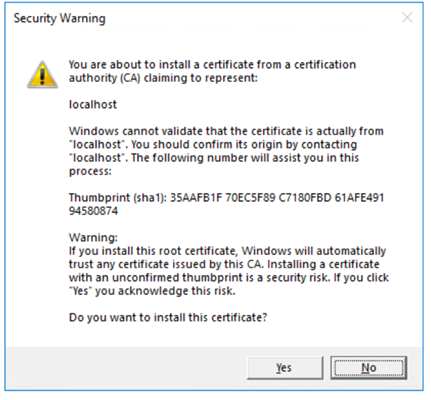 Security Warning
You are about to install a certificate from a certification
authority (CA) claiming to represent:
localhost
Windows cannot validate that the certificate is actually from
"localhost". You should confirm its origin by contacting
"localhost". The following number will assist you in this
process:
Thumbprint (sha1): 35AAFB1F 70EC5F89 C7180FBD 61AFE491
94580874
Warning:
If you install this root certificate, Windows will automatically
trust any certificate issued by this CA. Installing a certificate
with an unconfirmed thumbprint is a security risk. If you click
"Yes" you acknowledge this risk.
Do you want to install this certificate?
Yes No